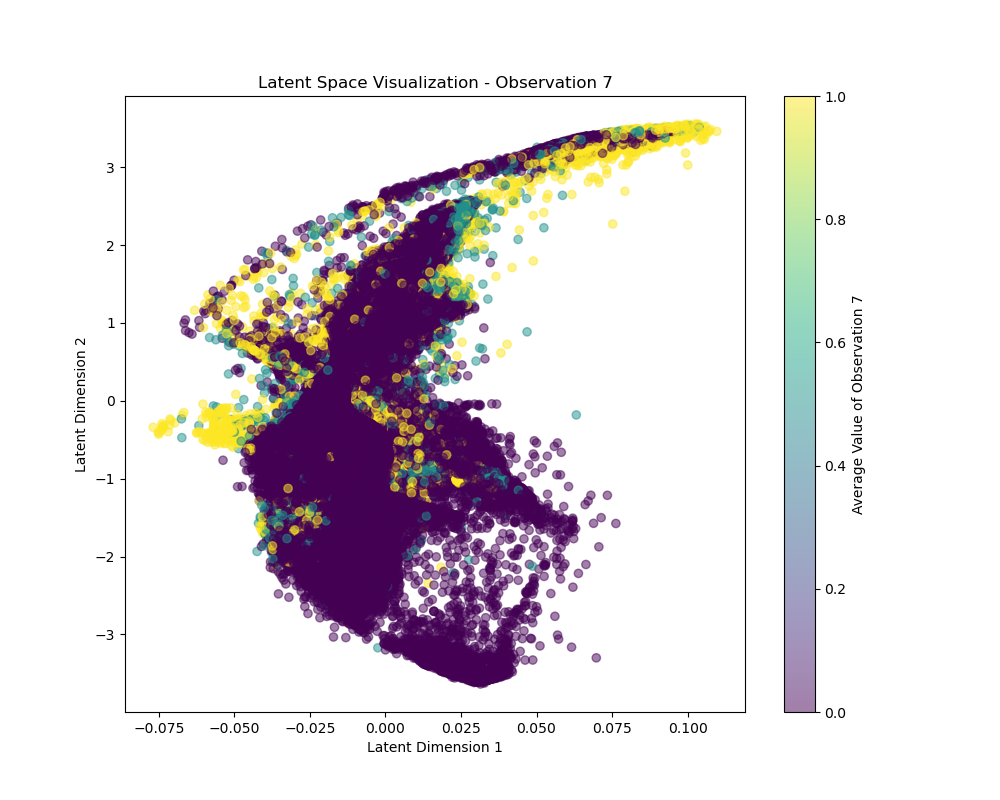 Latent Space Visualization - Observation 7
Latent Dimension 2
3
2
1
0
−1
−2
−3
−0.075 −0.050 −0.025 0.000 0.025 0.050 0.075 0.100
Latent Dimension 1
1.0
0.8
0.6
0.4
0.2
0.0
Average Value of Observation 7